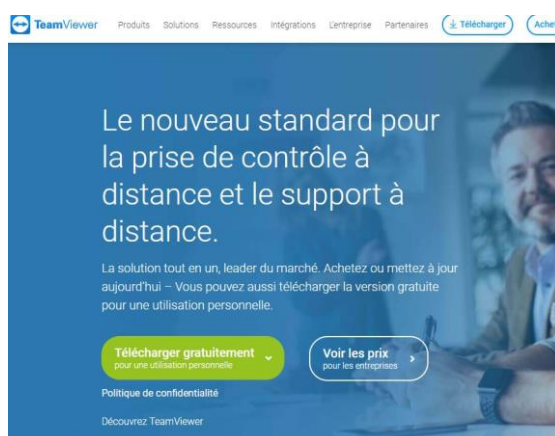 TeamViewer Produits Solutions Ressources Intégrations L'entreprise Partenaires Télécharger
Le nouveau standard pour
la prise de contrôle à
distance et le support à
distance.
La solution tout en un, leader du marché. Achetez ou mettez à jour
aujourd'hui – Vous pouvez aussi télécharger la version gratuite
pour une utilisation personnelle.
Télécharger gratuitement
pour une utilisation personnelle
Voir les prix
pour les entreprises
Politique de confidentialité
Découvrez TeamViewer